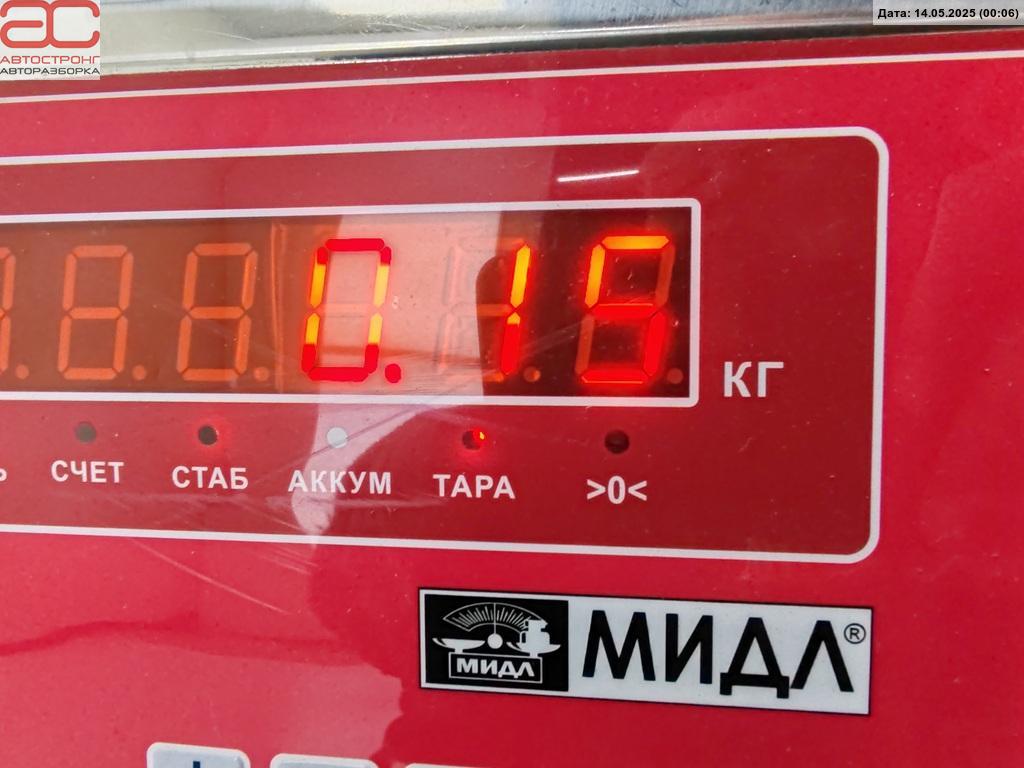 Дата: 14.05.2025 (00:06)
АС
АВТОСТРОНГ
АВТОРАЗБОРКА
0.15
КГ
Ь СЧЕТ СТАБ АККУМ ТАРА >0<
МИДЛ МИДЛ®